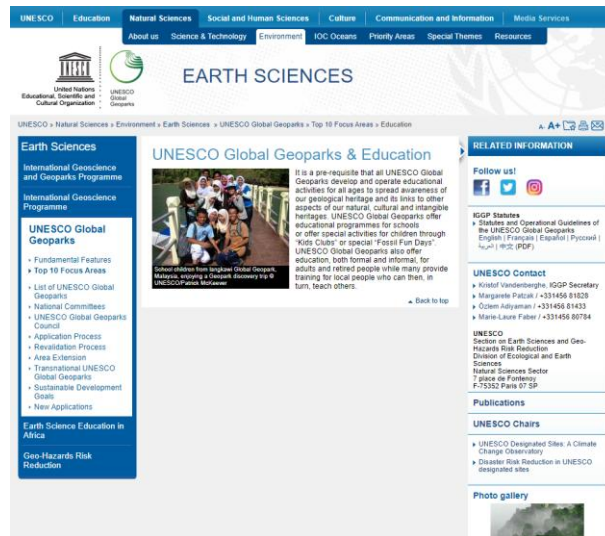 UNESCO Education Natural Sciences Social and Human Sciences Culture Communication and Information Media Services
About us Science & Technology Environment IOC Oceans Priority Areas Special Themes Resources
United Nations
Educational, Scientific and
Cultural Organization
UNESCO
Global
Geoparks
EARTH SCIENCES
UNESCO » Natural Sciences » Environment » Earth Sciences » UNESCO Global Geoparks » Top 10 Focus Areas » Education
A- A+
Earth Sciences
International Geoscience
and Geoparks Programme
International Geoscience
Programme
UNESCO Global
Geoparks
Fundamental Features
Top 10 Focus Areas
List of UNESCO Global
Geoparks
National Committees
UNESCO Global Geoparks
Council
Application Process
Revalidation Process
Area Extension
Transnational UNESCO
Global Geoparks
Sustainable Development
Goals
New Applications
Earth Science Education in
Africa
Geo-Hazards Risk
Reduction
UNESCO Global Geoparks & Education
School children from langkawi Global Geopark,
Malaysia, enjoying a Geopark discovery trip ©
UNESCO/Patrick McKeever
It is a pre-requisite that all UNESCO Global
Geoparks develop and operate educational
activities for all ages to spread awareness of
our geological heritage and its links to other
aspects of our natural, cultural and intangible
heritages. UNESCO Global Geoparks offer
educational programmes for schools
or offer special activities for children through
"Kids Clubs" or special "Fossil Fun Days".
UNESCO Global Geoparks also offer
education, both formal and informal, for
adults and retired people while many provide
training for local people who can then, in
turn, teach others.
Back to top
RELATED INFORMATION
Follow us!
IGGP Statutes
Statutes and Operational Guidelines of
the UNESCO Global Geoparks
English | Français | Español | Русский |
العربية | 中文 (PDF)
UNESCO Contact
Kristof Vandenberghe, IGGP Secretary
Margarete Patzak / +331456 81828
Özlem Adiyaman / +331456 81433
Marie-Laure Faber / +331456 80784
UNESCO
Section on Earth Sciences and Geo-
Hazards Risk Reduction
Division of Ecological and Earth
Sciences
Natural Sciences Sector
7 place de Fontenoy
F-75352 Paris 07 SP
Publications
UNESCO Chairs
UNESCO Designated Sites: A Climate
Change Observatory
Disaster Risk Reduction in UNESCO
designated sites
Photo gallery